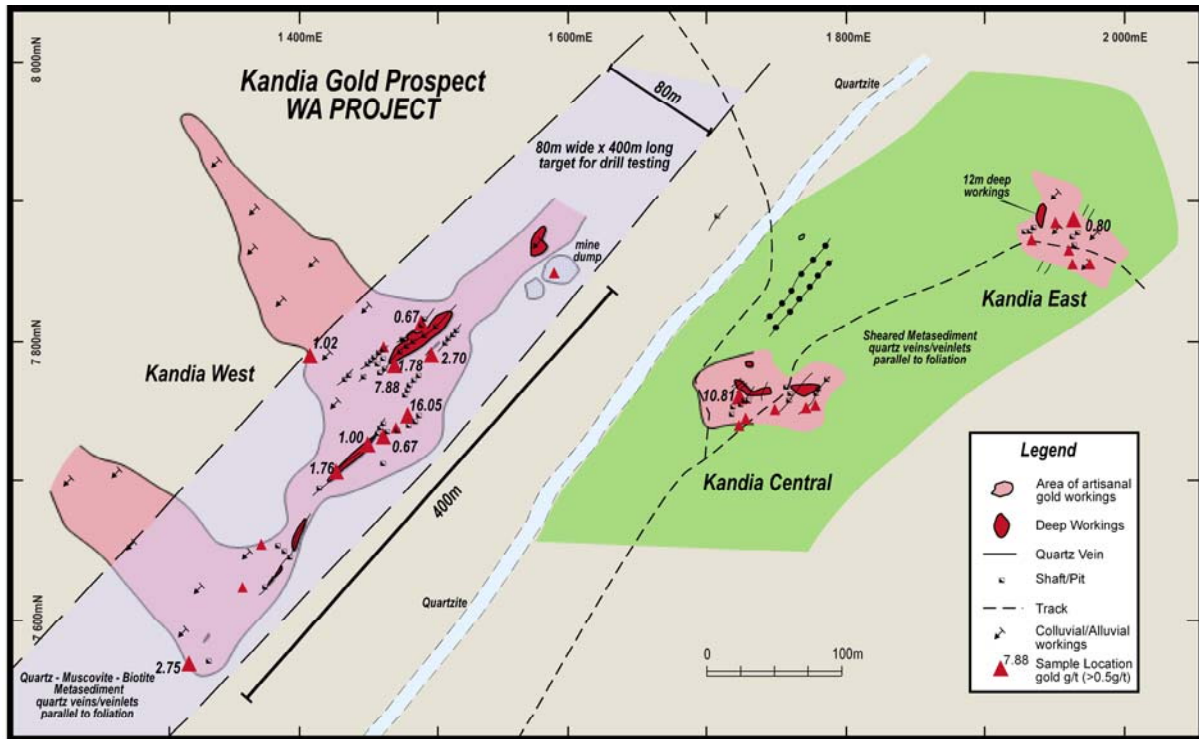 1 400mE
1 600mE
1 800mE
2 000mE
8 000mN
7 800mN
7 600mN
Kandia Gold Prospect
WA PROJECT
80m
80m wide x 400m long
target for drill testing
Quartzite
12m deep
workings
0.80
Kandia East
mine
dump
0.67
1.02
2.70
1.78
7.88
Kandia West
16.05
1.00
0.67
1.76
10.81
Sheared Metasediment
quartz veins/veinlets
parallel to foliation
Kandia Central
400m
Quartzite
2.75
Quartz - Muscovite - Biotite
Metasediment
quartz veins/veinlets
parallel to foliation
0
100m
Legend
Area of artisanal
gold workings
Deep Workings
Quartz Vein
Shaft/Pit
Track
Colluvial/Alluvial
workings
7.88
Sample Location
gold g/t (>0.5g/t)